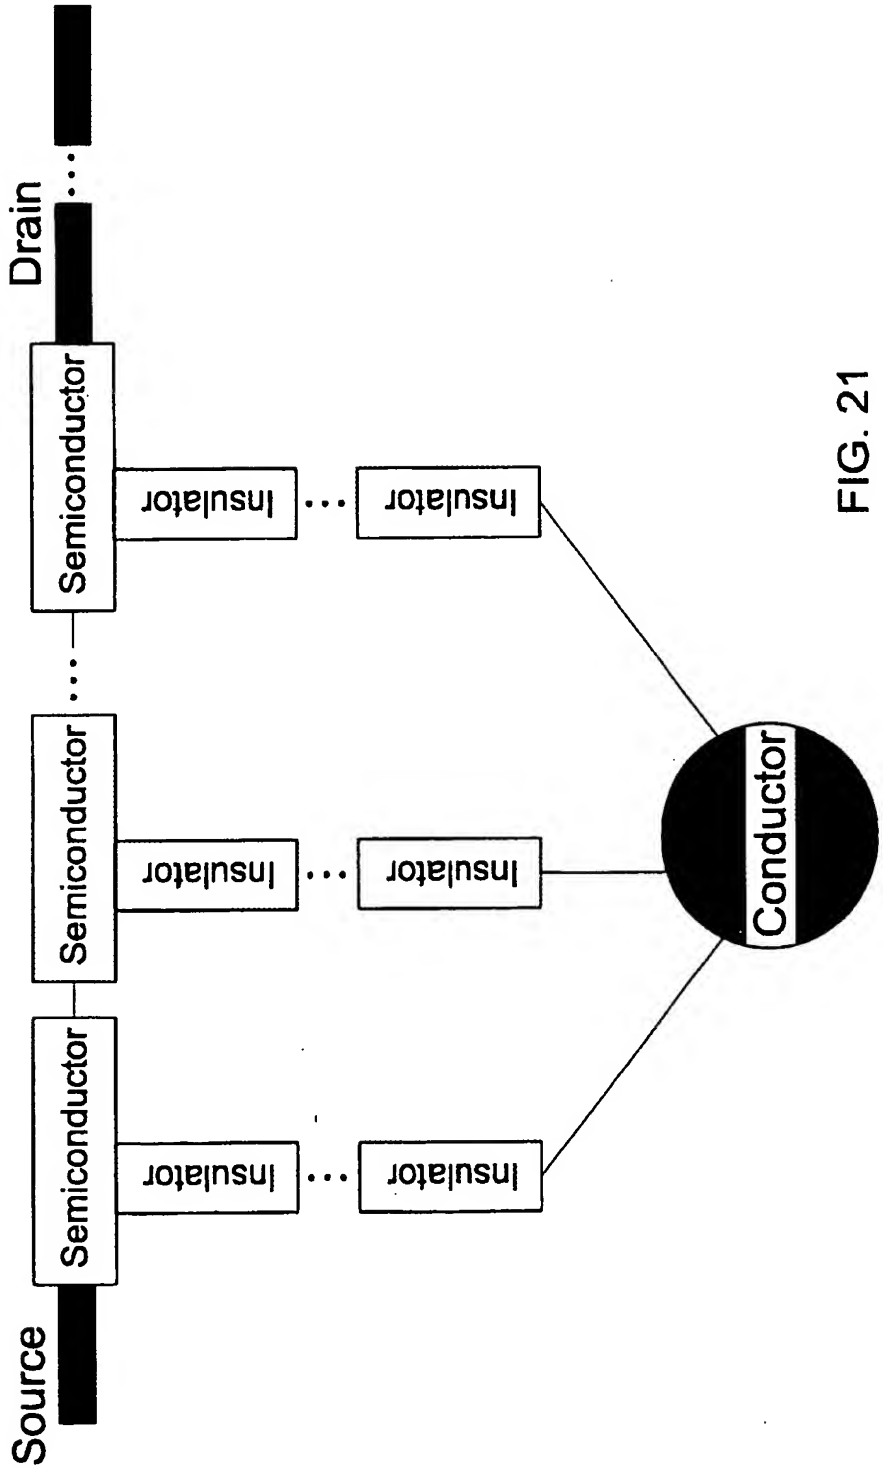 Source
Drain
Semiconductor
Semiconductor
...
Semiconductor
...
Insulator
Insulator
Insulator
...
...
...
Insulator
Insulator
Insulator
Conductor
FIG. 21